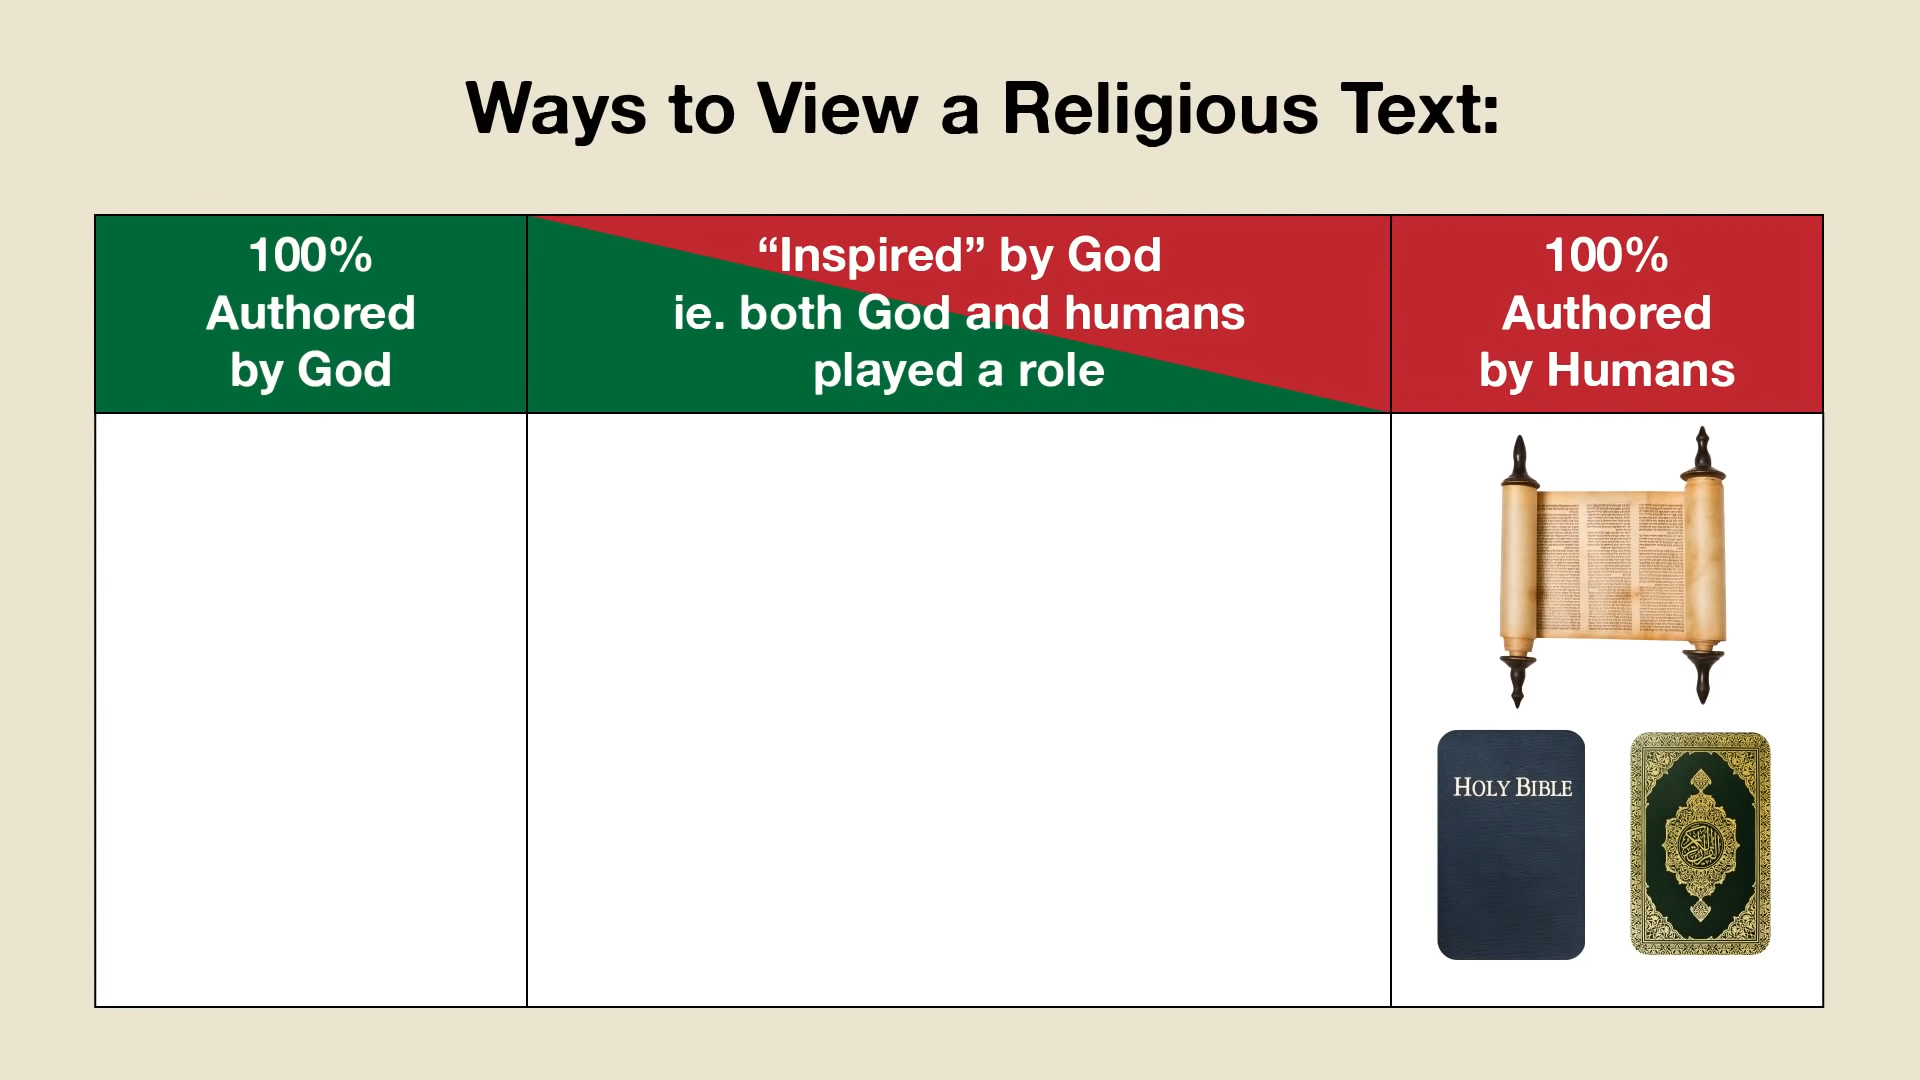 Ways to View a Religious Text:
100%
Authored
by God
“Inspired” by God
ie. both God and humans
played a role
100%
Authored
by Humans
HOLY BIBLE